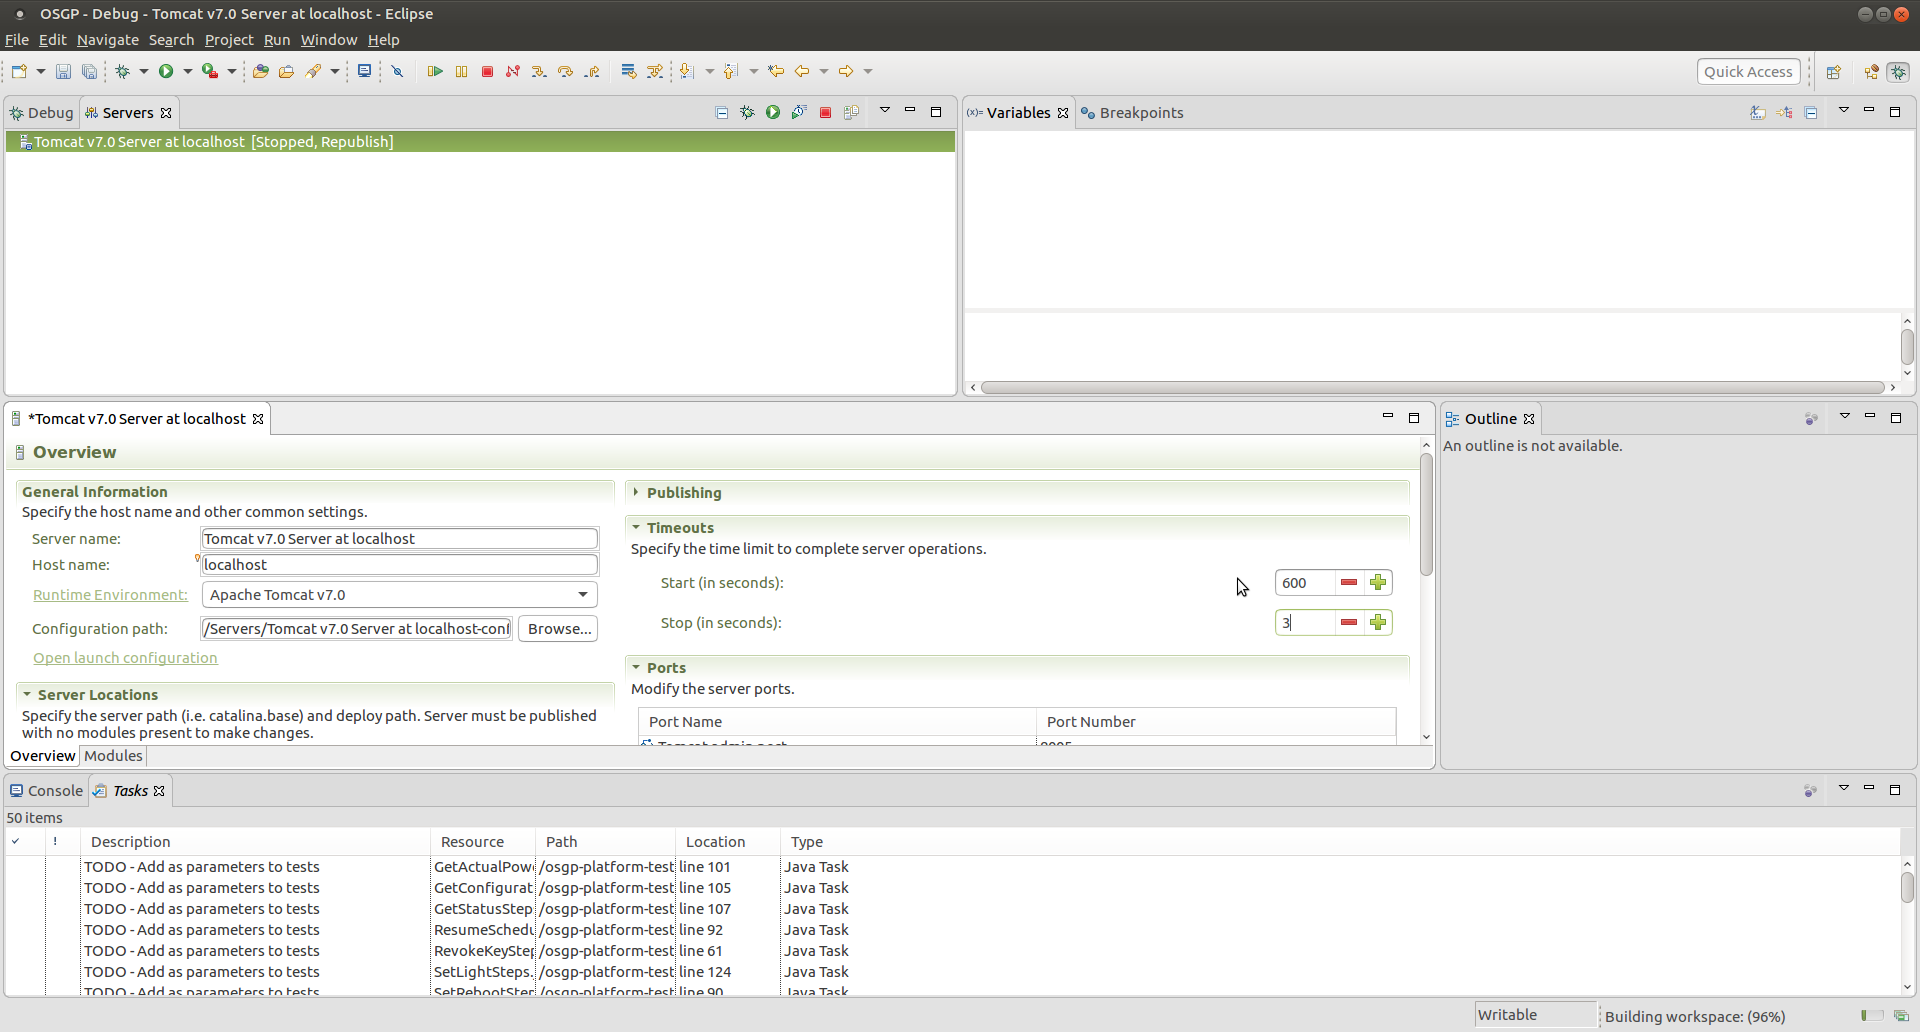 OSGP - Debug - Tomcat v7.0 Server at localhost - Eclipse
File Edit Navigate Search Project Run Window Help
Quick Access
Debug Servers
Variables Breakpoints
Tomcat v7.0 Server at localhost [Stopped, Republish]
*Tomcat v7.0 Server at localhost
Outline
An outline is not available.
Overview
General Information
Specify the host name and other common settings.
Server name: Tomcat v7.0 Server at localhost
Host name: localhost
Runtime Environment: Apache Tomcat v7.0
Configuration path: /Servers/Tomcat v7.0 Server at localhost-conf Browse...
Open launch configuration
Server Locations
Specify the server path (i.e. catalina.base) and deploy path. Server must be published
with no modules present to make changes.
Publishing
Timeouts
Specify the time limit to complete server operations.
Start (in seconds): 600
Stop (in seconds): 3
Ports
Modify the server ports.
Port Name Port Number
Tomcat admin port 8005
Overview Modules
Console Tasks
50 items
! Description Resource Path Location Type
TODO - Add as parameters to tests GetActualPow /osgp-platform-test line 101 Java Task
TODO - Add as parameters to tests GetConfigurat /osgp-platform-test line 105 Java Task
TODO - Add as parameters to tests GetStatusStep /osgp-platform-test line 107 Java Task
TODO - Add as parameters to tests ResumeSchedu /osgp-platform-test line 92 Java Task
TODO - Add as parameters to tests RevokeKeyStep /osgp-platform-test line 61 Java Task
TODO - Add as parameters to tests SetLightSteps. /osgp-platform-test line 124 Java Task
TODO - Add as parameters to tests SetRebootStep /osgp-platform-test line 90 Java Task
Writable Building workspace: (96%)